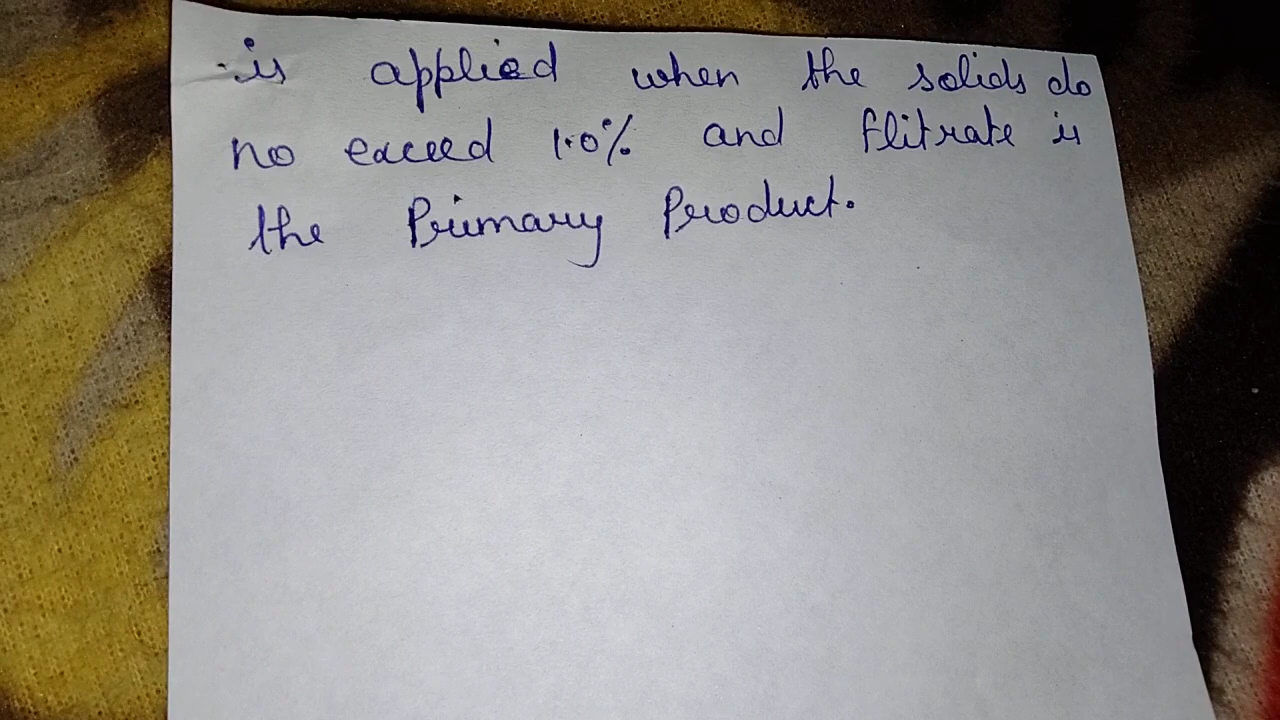 is applied when the solids do
no exceed 1.0% and flitrate is
the Primary Product.